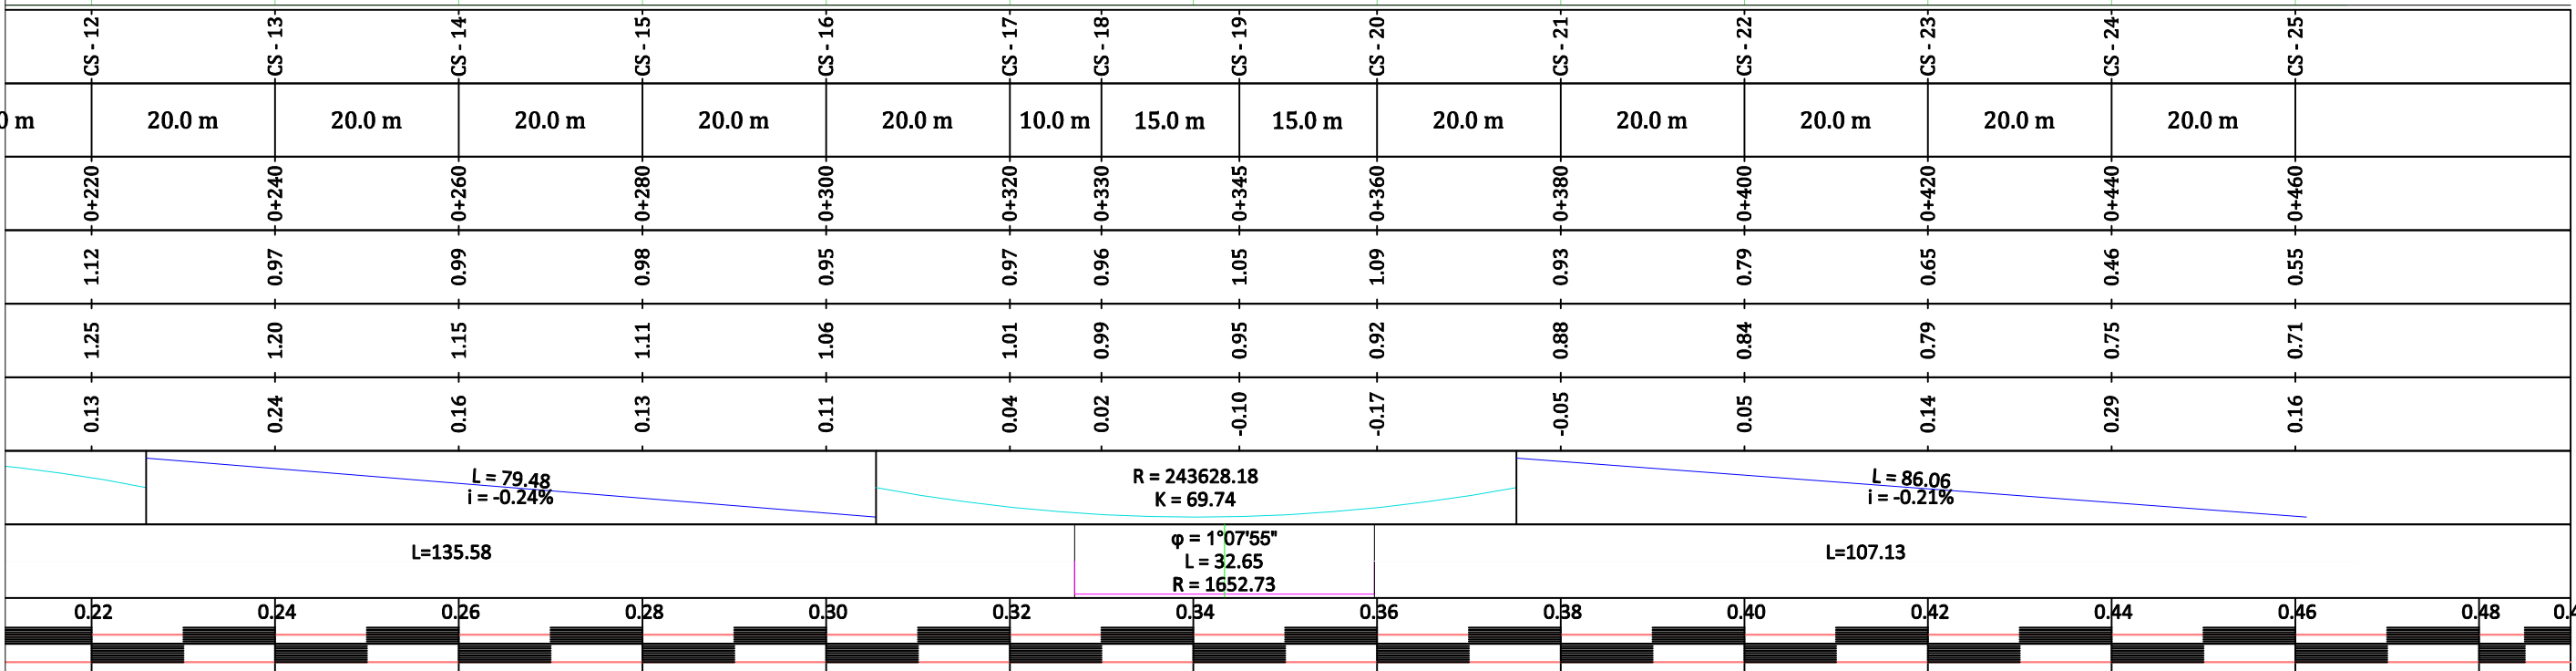 CS - 12 CS - 13 CS - 14 CS - 15 CS - 16 CS - 17 CS - 18 CS - 19 CS - 20 CS - 21 CS - 22 CS - 23 CS - 24 CS - 25
0 m 20.0 m 20.0 m 20.0 m 20.0 m 20.0 m 10.0 m 15.0 m 15.0 m 20.0 m 20.0 m 20.0 m 20.0 m 20.0 m
0+220 0+240 0+260 0+280 0+300 0+320 0+330 0+345 0+360 0+380 0+400 0+420 0+440 0+460
1.12 0.97 0.99 0.98 0.95 0.97 0.96 1.05 1.09 0.93 0.79 0.65 0.46 0.55
1.25 1.20 1.15 1.11 1.06 1.01 0.99 0.95 0.92 0.88 0.84 0.79 0.75 0.71
0.13 0.24 0.16 0.13 0.11 0.04 0.02 -0.10 -0.17 -0.05 0.05 0.14 0.29 0.16
L = 79.48 R = 243628.18 L = 86.06
i = -0.24% K = 69.74 i = -0.21%
φ = 1°07'55"
L=135.58 L = 32.65 L=107.13
R = 1652.73
0.22 0.24 0.26 0.28 0.30 0.32 0.34 0.36 0.38 0.40 0.42 0.44 0.46 0.48